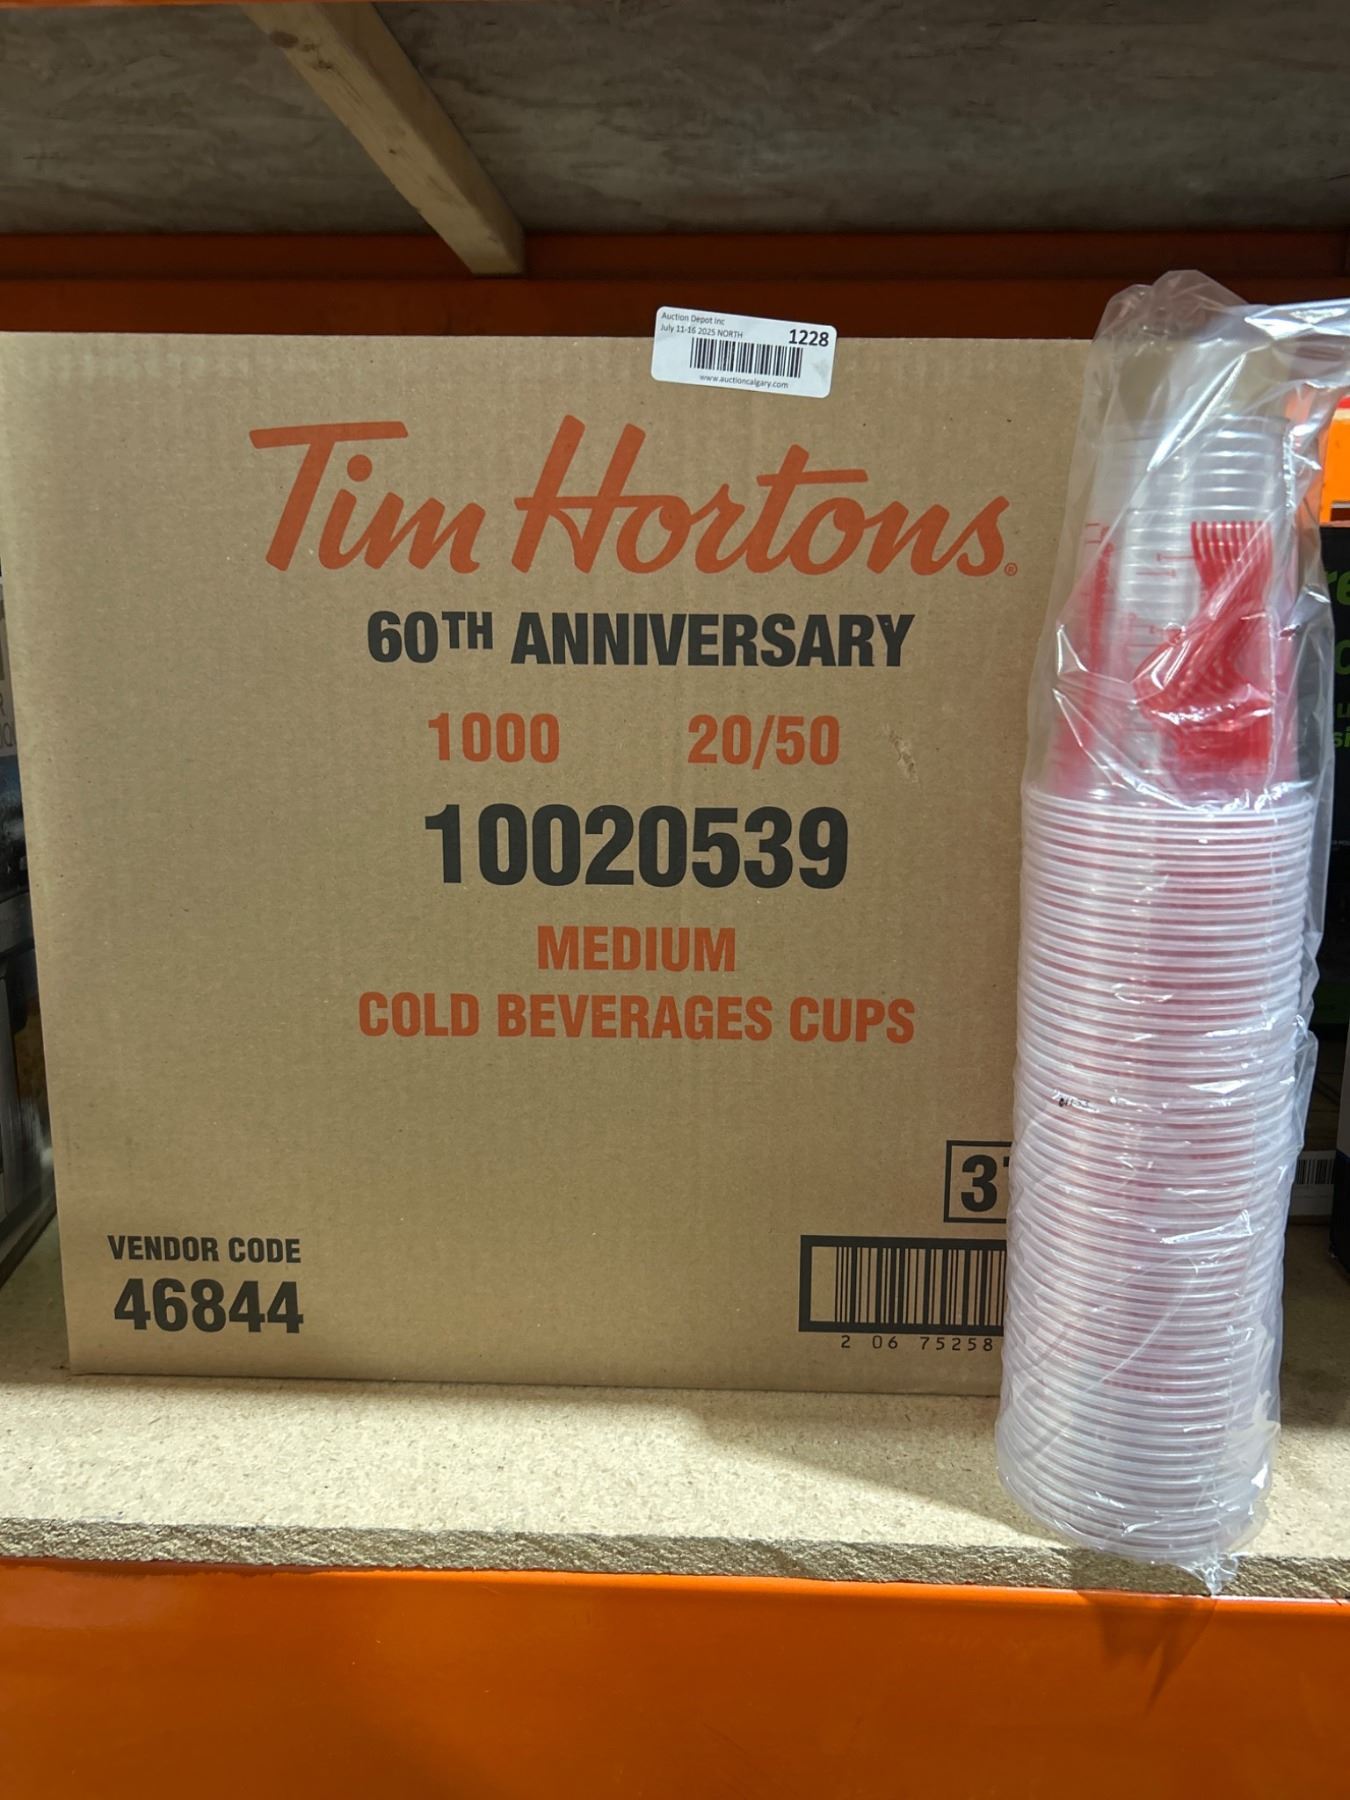 Auction Depot Inc
July 11-16 2025 NORTH
1228
www.auctioncalgary.com
Tim Hortons®
60TH ANNIVERSARY
1000 20/50
10020539
MEDIUM
COLD BEVERAGES CUPS
VENDOR CODE
46844
2 06 75258